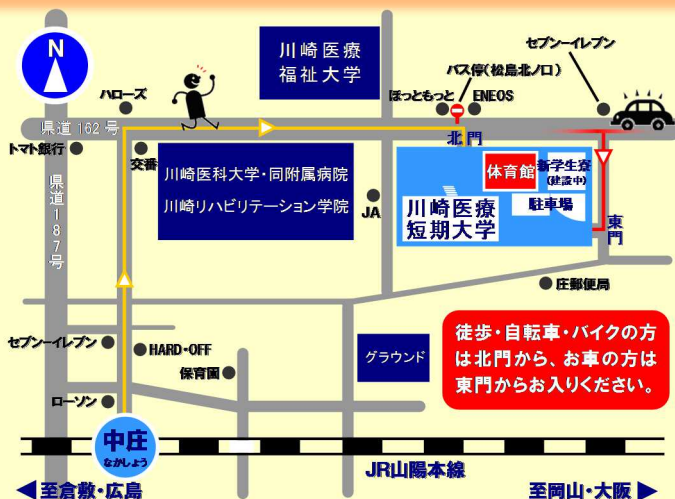 N
川崎医療
福祉大学
セブンーイレブン
バス停(松島北ノ口)
ハローズ
ほっともっと
ENEOS
県道162号
北門
トマト銀行
交番
川崎医科大学・同附属病院
川崎リハビリテーション学院
体育館
新学生寮
(建設中)
駐車場
JA
川崎医療
短期大学
東門
県道187号
庄郵便局
セブンーイレブン
HARD・OFF
保育園
グラウンド
徒歩・自転車・バイクの方
は北門から、お車の方は
東門からお入りください。
ローソン
中庄
なかしょう
JR山陽本線
至倉敷・広島
至岡山・大阪